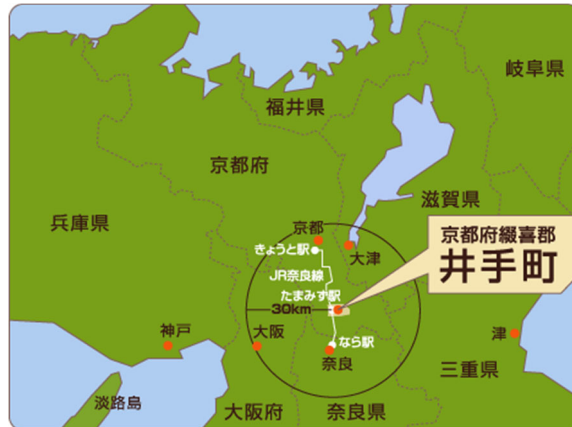 岐阜県
福井県
京都府
滋賀県
兵庫県
京都
きょうと駅
大津
京都府綴喜郡
井手町
JR奈良線
たまみず駅
30km
神戸
大阪
なら駅
奈良
津
三重県
淡路島
大阪府
奈良県